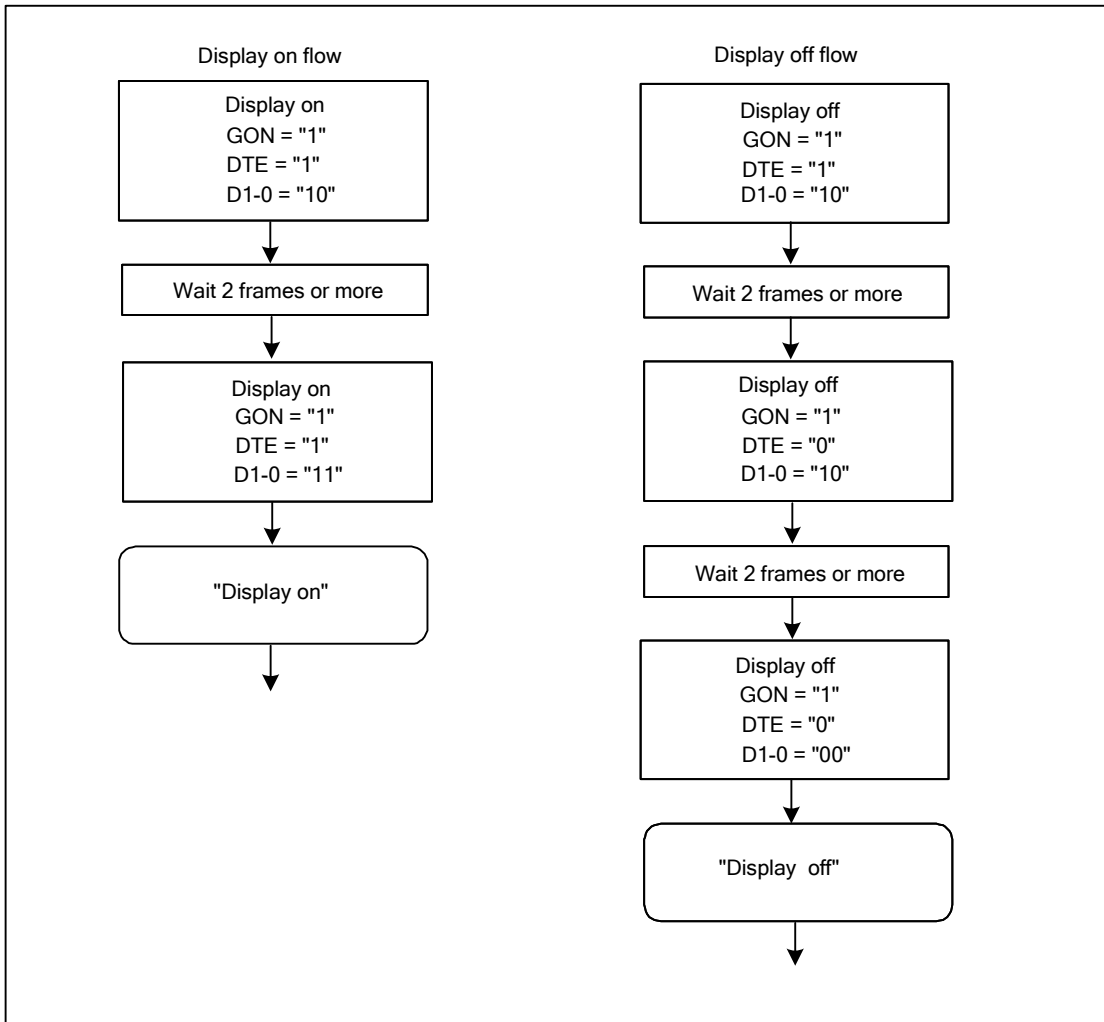 Display on flow
Display on
GON = "1"
DTE = "1"
D1-0 = "10"
Wait 2 frames or more
Display on
GON = "1"
DTE = "1"
D1-0 = "11"
"Display on"
Display off flow
Display off
GON = "1"
DTE = "1"
D1-0 = "10"
Wait 2 frames or more
Display off
GON = "1"
DTE = "0"
D1-0 = "10"
Wait 2 frames or more
Display off
GON = "1"
DTE = "0"
D1-0 = "00"
"Display off"